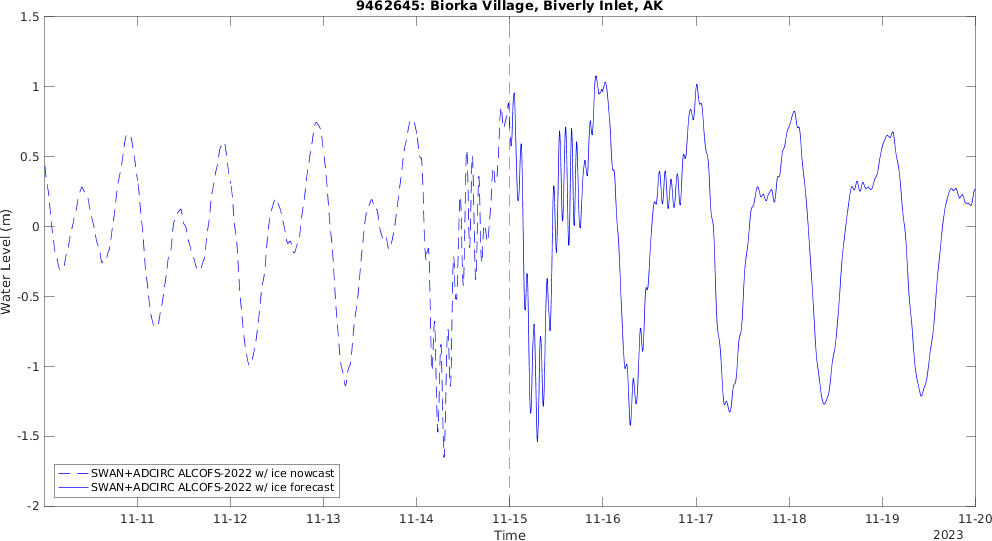 9462645: Biorka Village, Biverly Inlet, AK
1.5
1
0.5
0
-0.5
-1
-1.5
-2
Water Level (m)
SWAN+ADCIRC ALCOFS-2022 w/ ice nowcast
SWAN+ADCIRC ALCOFS-2022 w/ ice forecast
11-11 11-12 11-13 11-14 11-15 11-16 11-17 11-18 11-19 11-20
Time
2023